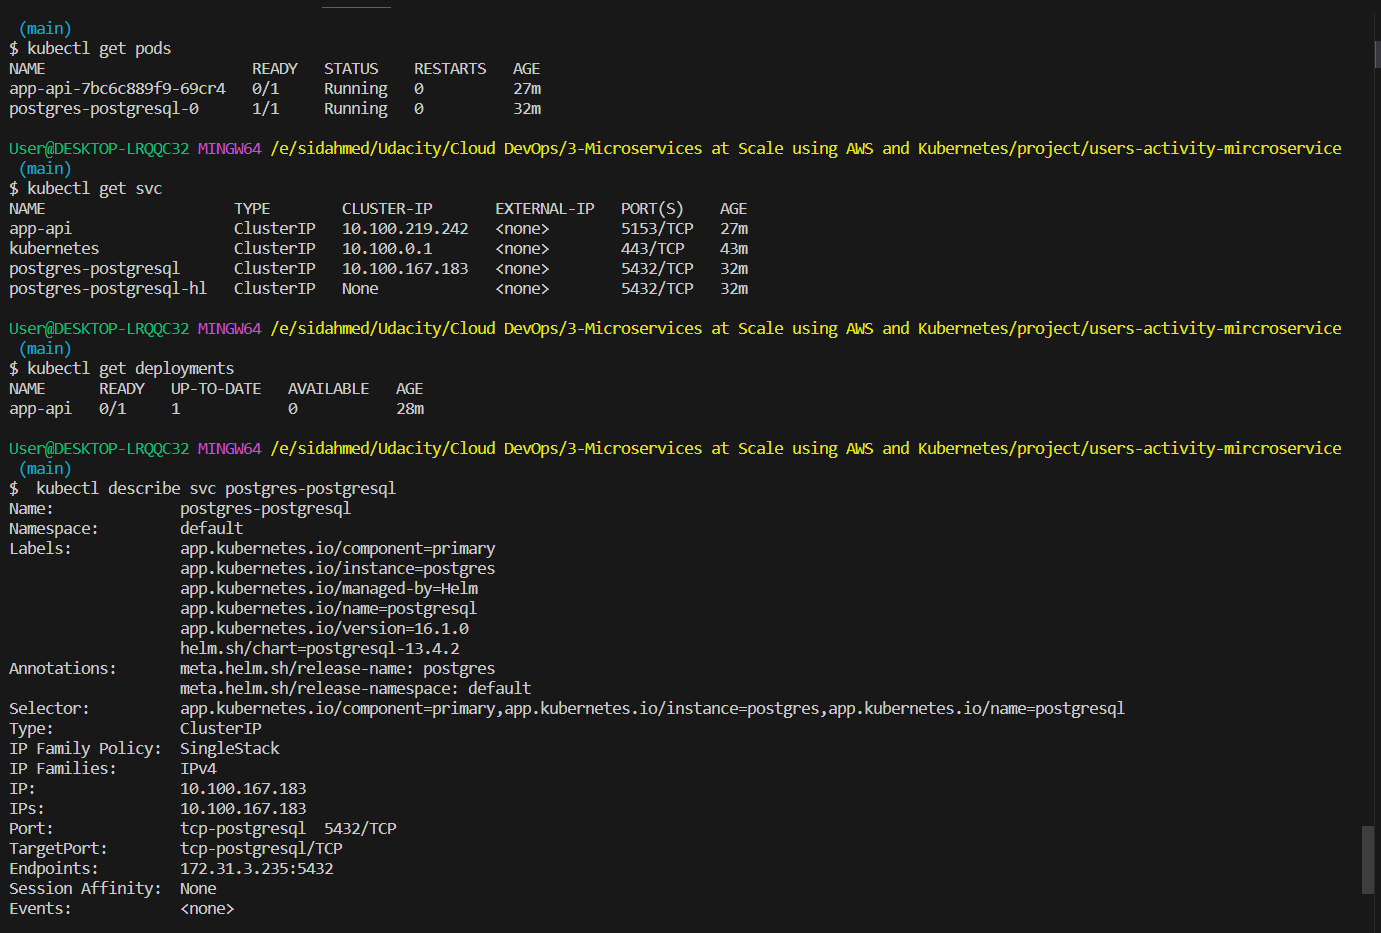 (main)
$ kubectl get pods
NAME                       READY   STATUS    RESTARTS   AGE
app-api-7bc6c889f9-69cr4   0/1     Running   0          27m
postgres-postgresql-0      1/1     Running   0          32m
User@DESKTOP-LRQQC32 MINGW64 /e/sidahmed/Udacity/Cloud DevOps/3-Microservices at Scale using AWS and Kubernetes/project/users-activity-mircroservice
(main)
$ kubectl get svc
NAME                     TYPE        CLUSTER-IP       EXTERNAL-IP   PORT(S)    AGE
app-api                  ClusterIP   10.100.219.242   <none>        5153/TCP   27m
kubernetes               ClusterIP   10.100.0.1       <none>        443/TCP    43m
postgres-postgresql      ClusterIP   10.100.167.183   <none>        5432/TCP   32m
postgres-postgresql-hl   ClusterIP   None             <none>        5432/TCP   32m
User@DESKTOP-LRQQC32 MINGW64 /e/sidahmed/Udacity/Cloud DevOps/3-Microservices at Scale using AWS and Kubernetes/project/users-activity-mircroservice
(main)
$ kubectl get deployments
NAME      READY   UP-TO-DATE   AVAILABLE   AGE
app-api   0/1     1            0           28m
User@DESKTOP-LRQQC32 MINGW64 /e/sidahmed/Udacity/Cloud DevOps/3-Microservices at Scale using AWS and Kubernetes/project/users-activity-mircroservice
(main)
$  kubectl describe svc postgres-postgresql
Name:              postgres-postgresql
Namespace:         default
Labels:            app.kubernetes.io/component=primary
                   app.kubernetes.io/instance=postgres
                   app.kubernetes.io/managed-by=Helm
                   app.kubernetes.io/name=postgresql
                   app.kubernetes.io/version=16.1.0
                   helm.sh/chart=postgresql-13.4.2
Annotations:       meta.helm.sh/release-name: postgres
                   meta.helm.sh/release-namespace: default
Selector:          app.kubernetes.io/component=primary,app.kubernetes.io/instance=postgres,app.kubernetes.io/name=postgresql
Type:              ClusterIP
IP Family Policy:  SingleStack
IP Families:       IPv4
IP:                10.100.167.183
IPs:               10.100.167.183
Port:              tcp-postgresql  5432/TCP
TargetPort:        tcp-postgresql/TCP
Endpoints:         172.31.3.235:5432
Session Affinity:  None
Events:            <none>